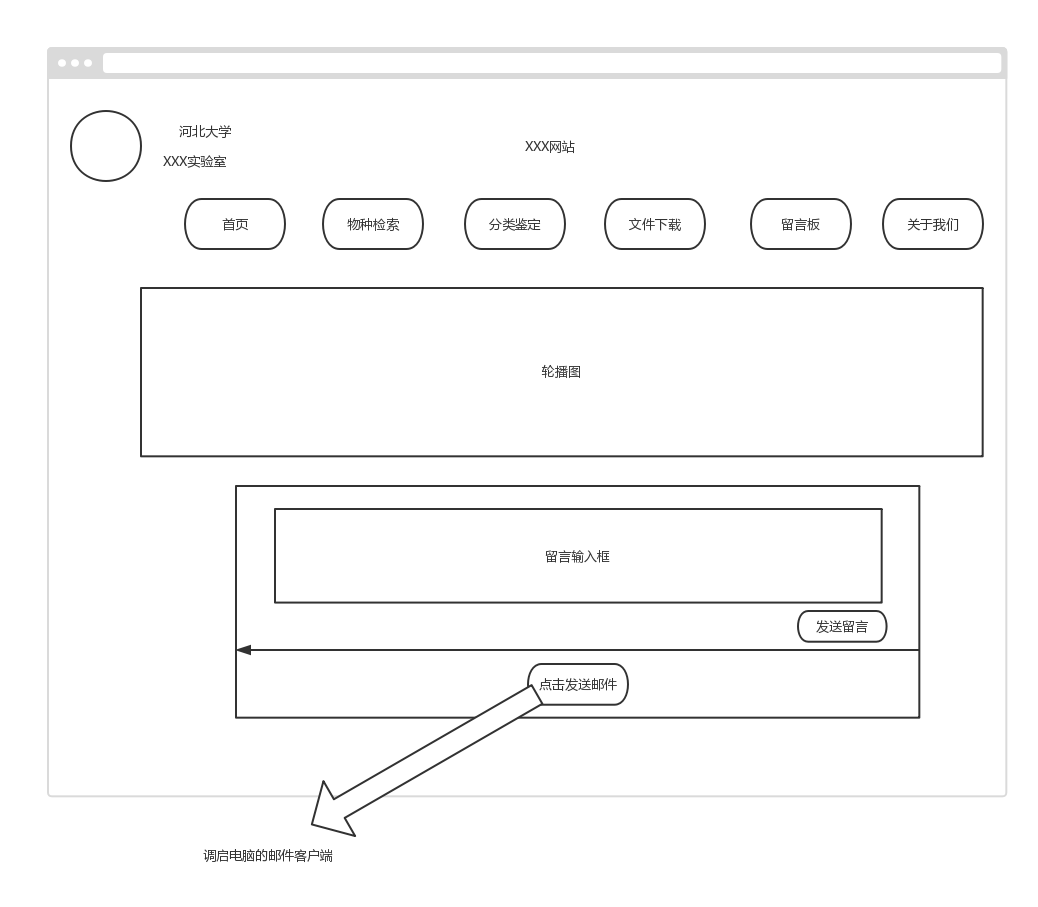 河北大学
XXX实验室
XXX网站
首页
物种检索
分类鉴定
文件下载
留言板
关于我们
轮播图
留言输入框
发送留言
点击发送邮件
调启电脑的邮件客户端